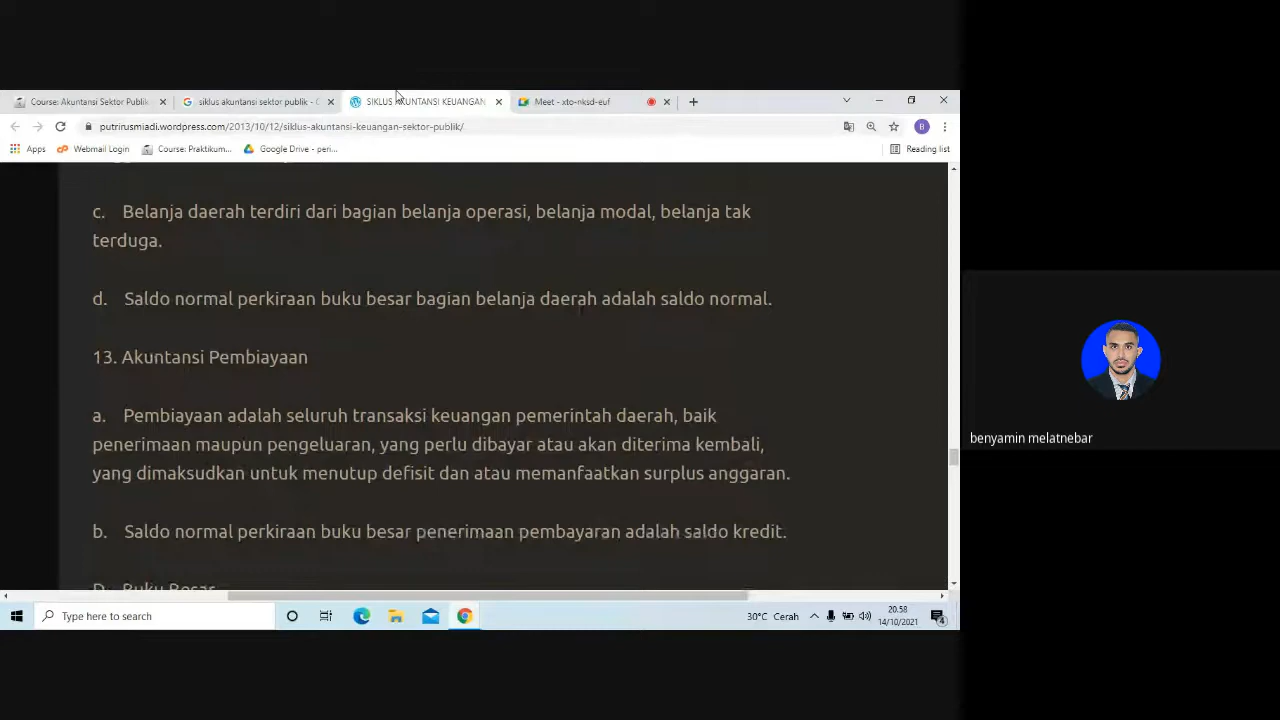 Course: Akuntansi Sektor Publik
siklus akuntansi sektor publik - G
SIKLUS AKUNTANSI KEUANGAN
Meet - xto-nksd-euf
putrirusmiadi.wordpress.com/2013/10/12/siklus-akuntansi-keuangan-sektor-publik/
B
Apps
Webmail Login
Course: Praktikum...
Google Drive - peri...
Reading list
c. Belanja daerah terdiri dari bagian belanja operasi, belanja modal, belanja tak
terduga.
d. Saldo normal perkiraan buku besar bagian belanja daerah adalah saldo normal.
13. Akuntansi Pembiayaan
a. Pembiayaan adalah seluruh transaksi keuangan pemerintah daerah, baik
penerimaan maupun pengeluaran, yang perlu dibayar atau akan diterima kembali,
yang dimaksudkan untuk menutup defisit dan atau memanfaatkan surplus anggaran.
b. Saldo normal perkiraan buku besar penerimaan pembayaran adalah saldo kredit.
D. Buku Besar
benyamin melatnebar
Type here to search
30°C Cerah
20.58
14/10/2021
4